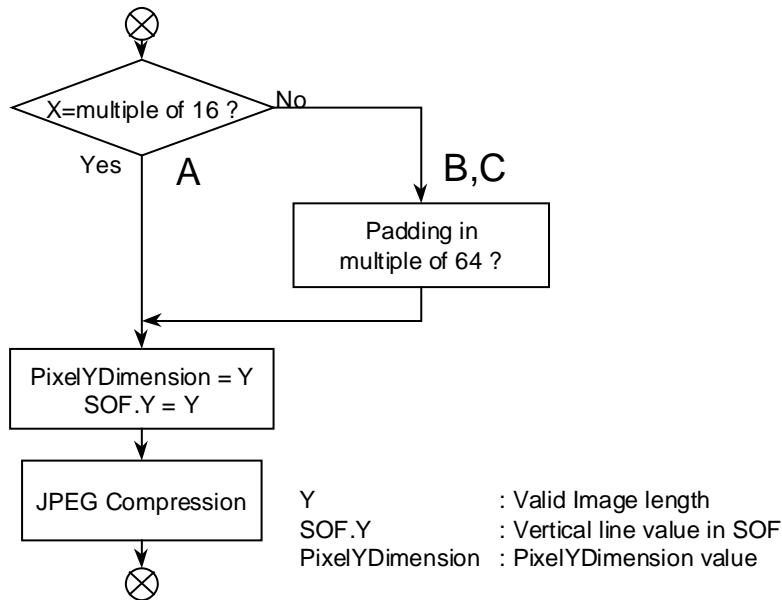 X=multiple of 16 ?
No
Yes
A
B,C
Padding in
multiple of 64 ?
PixelYDimension = Y
SOF.Y = Y
JPEG Compression
Y : Valid Image length
SOF.Y : Vertical line value in SOF
PixelYDimension : PixelYDimension value